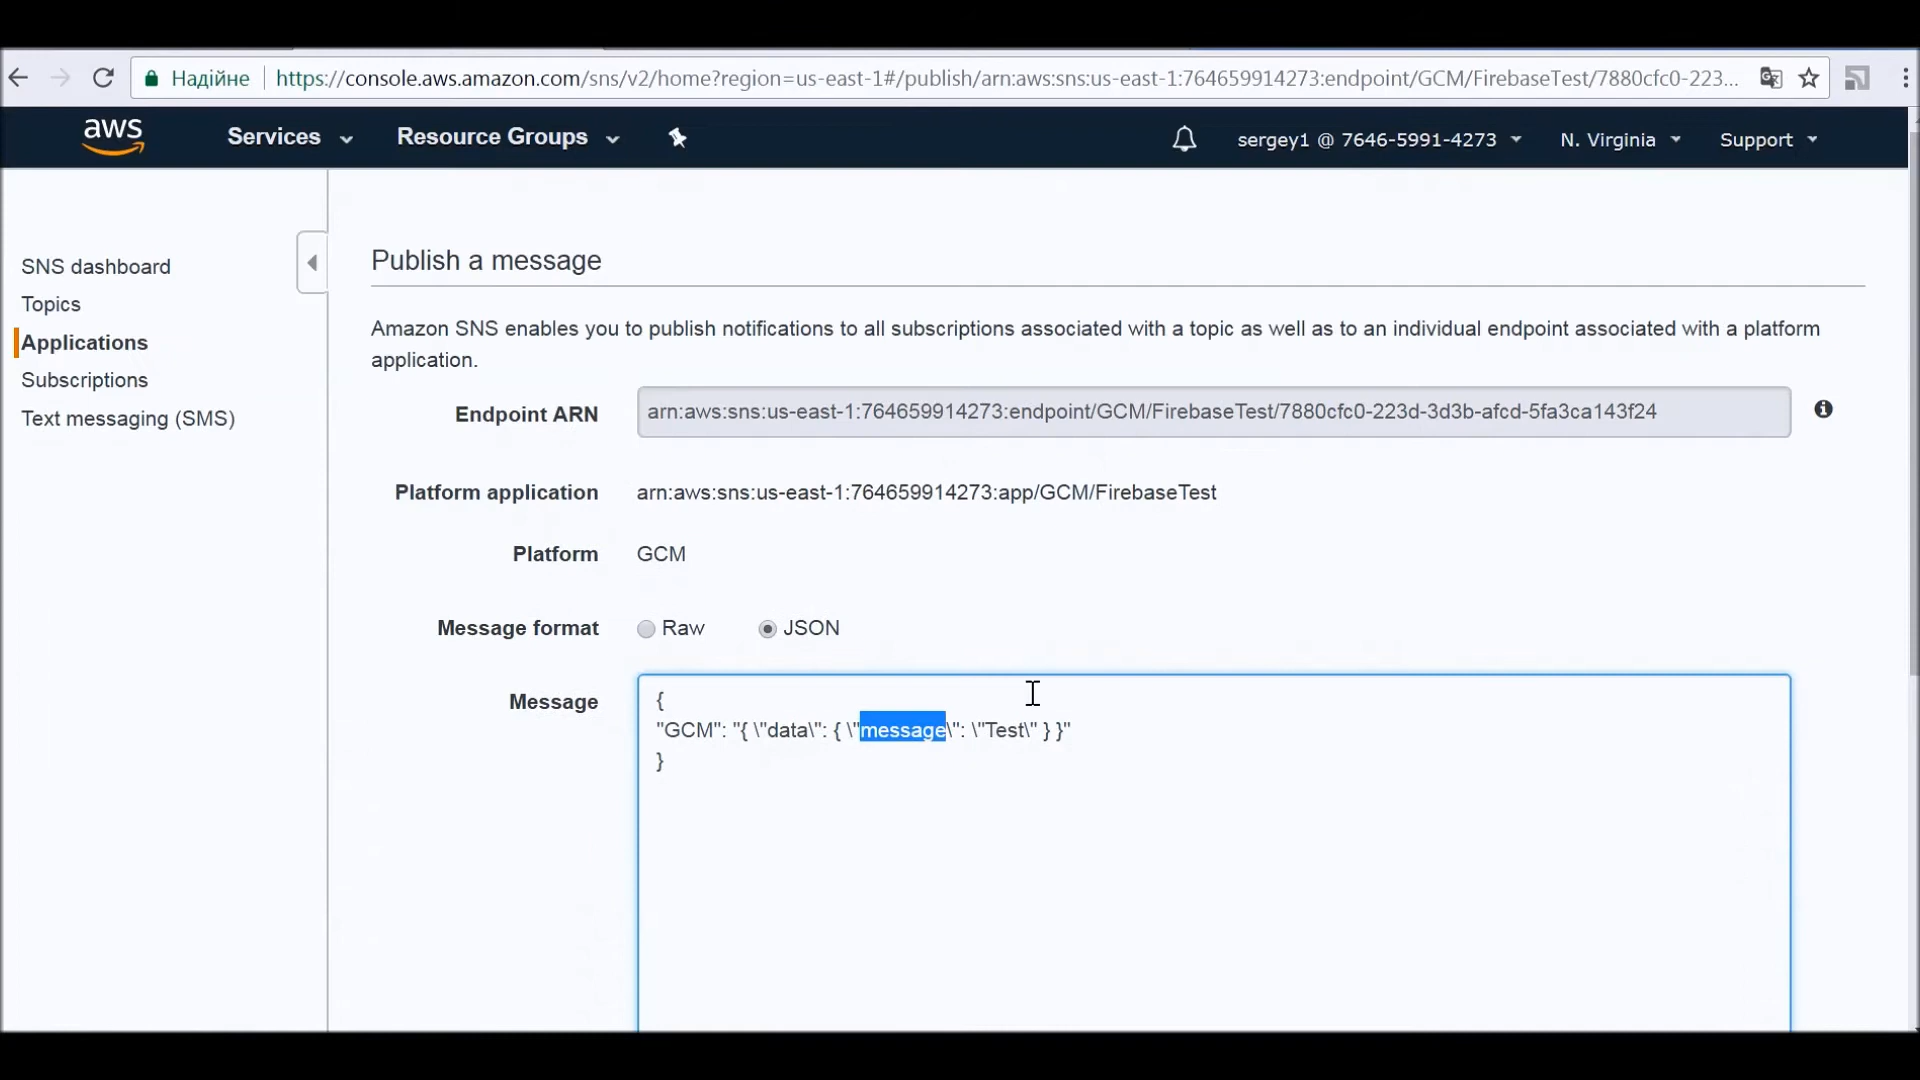 Надійне https://console.aws.amazon.com/sns/v2/home?region=us-east-1#/publish/arn:aws:sns:us-east-1:764659914273:endpoint/GCM/FirebaseTest/7880cfc0-223...
aws Services Resource Groups sergey1 @ 7646-5991-4273 N. Virginia Support
SNS dashboard
Topics
Applications
Subscriptions
Text messaging (SMS)
Publish a message
Amazon SNS enables you to publish notifications to all subscriptions associated with a topic as well as to an individual endpoint associated with a platform
application.
Endpoint ARN arn:aws:sns:us-east-1:764659914273:endpoint/GCM/FirebaseTest/7880cfc0-223d-3d3b-afcd-5fa3ca143f24
Platform application arn:aws:sns:us-east-1:764659914273:app/GCM/FirebaseTest
Platform GCM
Message format Raw JSON
Message {
"GCM": "{ \"data\": { \"message\": \"Test\" } }"
}